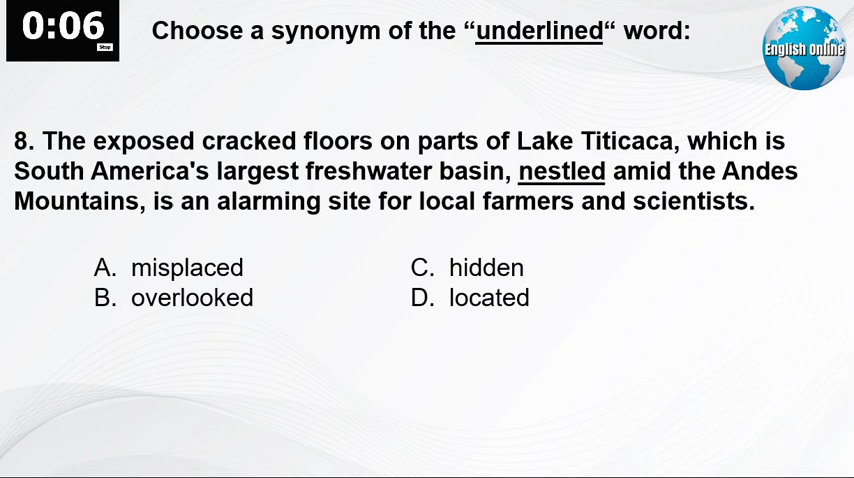 0:06
Stop
Choose a synonym of the “underlined“ word:
English Online
8. The exposed cracked floors on parts of Lake Titicaca, which is
South America's largest freshwater basin, nestled amid the Andes
Mountains, is an alarming site for local farmers and scientists.
A. misplaced
B. overlooked
C. hidden
D. located